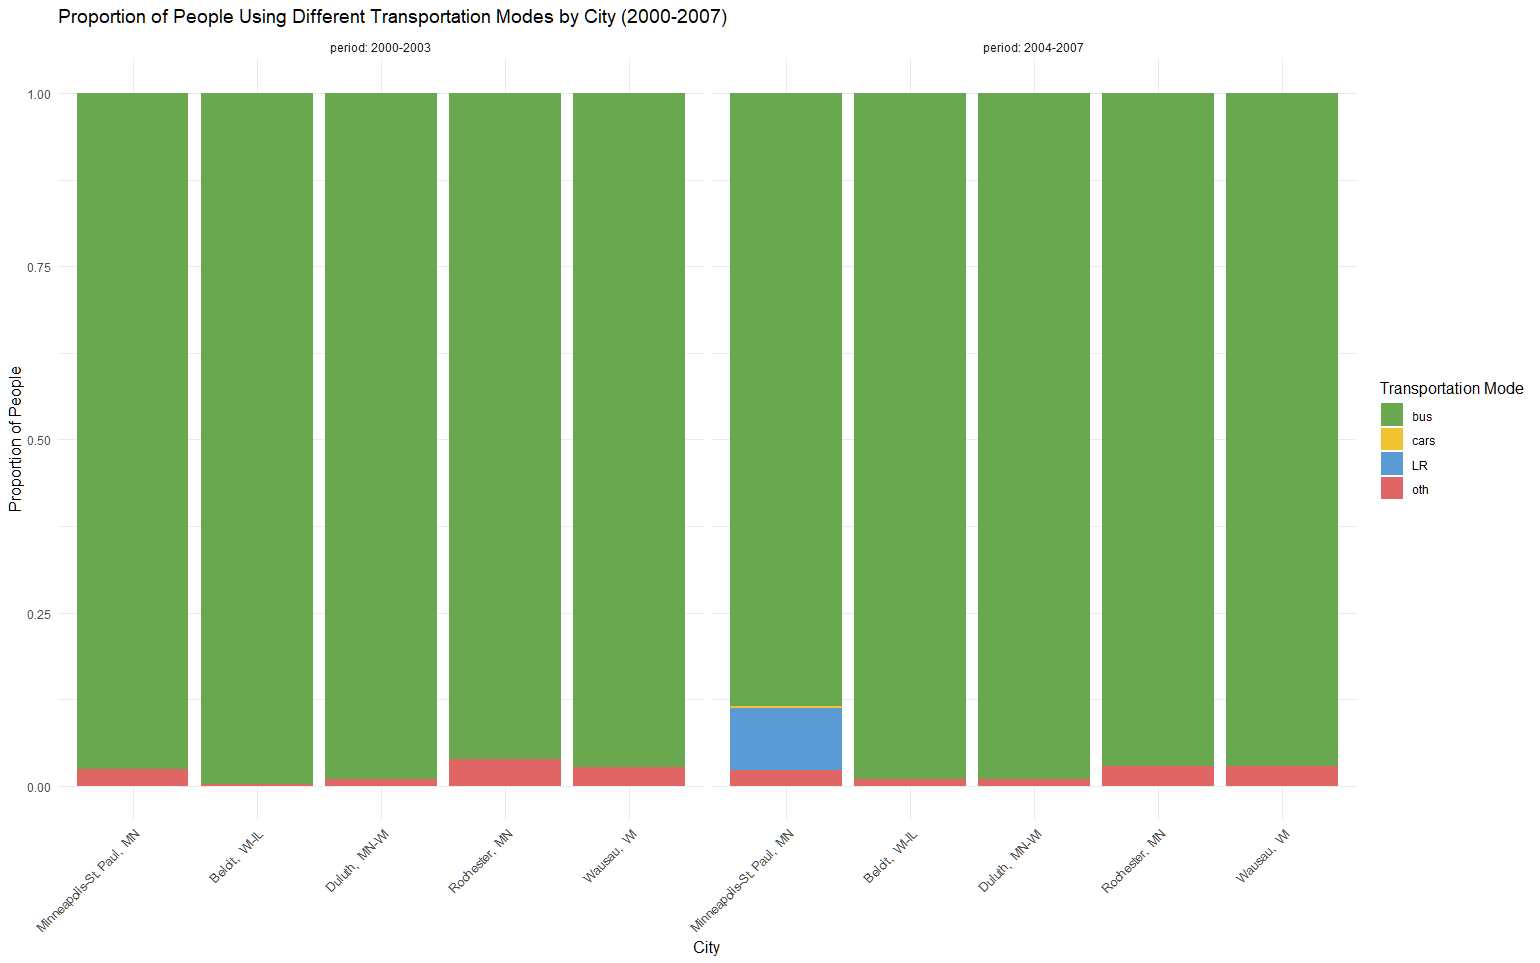 Proportion of People Using Different Transportation Modes by City (2000-2007)
period: 2000-2003
period: 2004-2007
Proportion of People
1.00
0.75
0.50
0.25
0.00
Minneapolis-St. Paul, MN
Beloit, WI-IL
Duluth, MN-WI
Rochester, MN
Wausau, WI
Minneapolis-St. Paul, MN
Beloit, WI-IL
Duluth, MN-WI
Rochester, MN
Wausau, WI
City
Transportation Mode
bus
cars
LR
oth